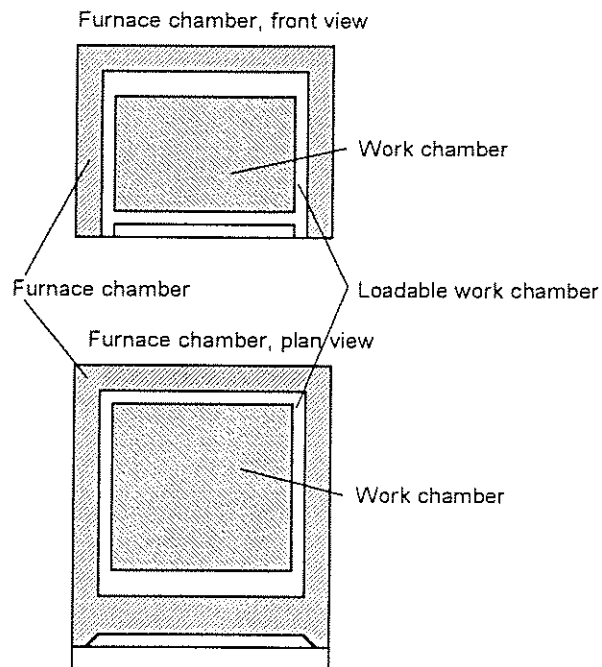 Furnace chamber, front view
Work chamber
Furnace chamber
Loadable work chamber
Furnace chamber, plan view
Work chamber